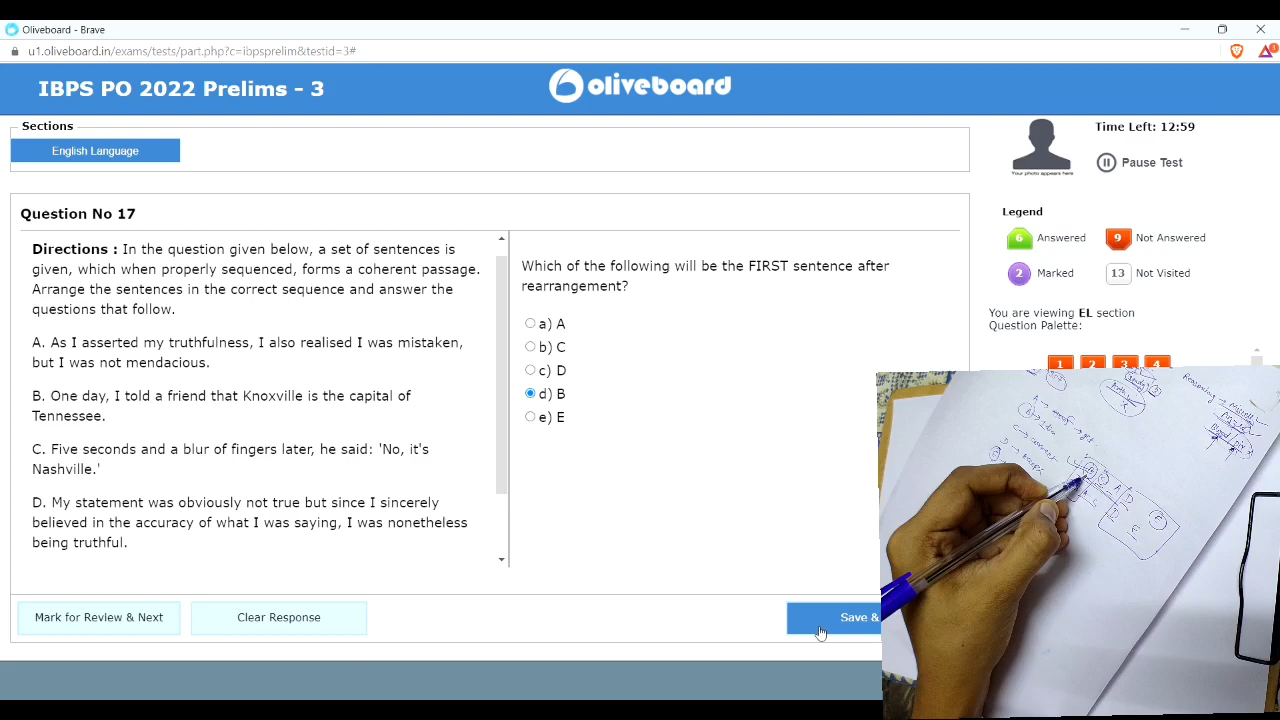 Oliveboard - Brave
u1.oliveboard.in/exams/tests/part.php?c=ibpsprelim&testid=3#
3
IBPS PO 2022 Prelims - 3
oliveboard
Sections
English Language
Your photo appears here
Time Left: 12:59
Pause Test
Legend
6 Answered
9 Not Answered
2 Marked
13 Not Visited
You are viewing EL section
Question Palette:
1 2 3 4
Question No 17
Directions : In the question given below, a set of sentences is
given, which when properly sequenced, forms a coherent passage.
Arrange the sentences in the correct sequence and answer the
questions that follow.
A. As I asserted my truthfulness, I also realised I was mistaken,
but I was not mendacious.
B. One day, I told a friend that Knoxville is the capital of
Tennessee.
C. Five seconds and a blur of fingers later, he said: 'No, it's
Nashville.'
D. My statement was obviously not true but since I sincerely
believed in the accuracy of what I was saying, I was nonetheless
being truthful.
Which of the following will be the FIRST sentence after
rearrangement?
a) A
b) C
c) D
d) B
e) E
Mark for Review & Next
Clear Response
Save &